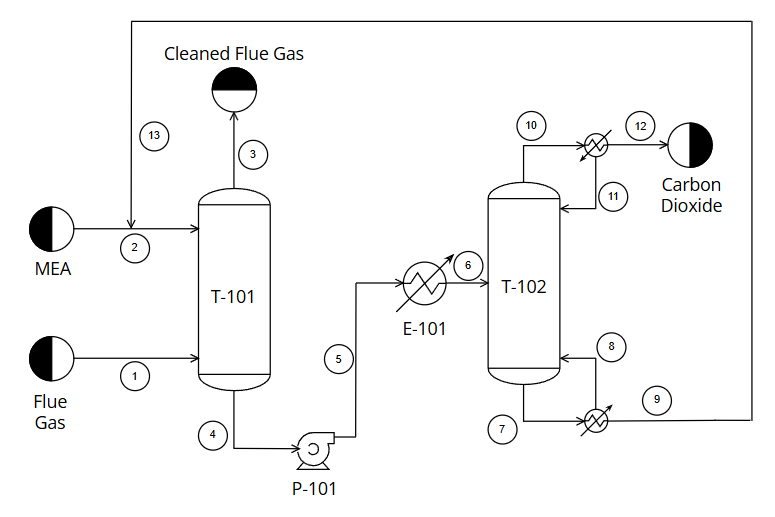 Cleaned Flue Gas
10
12
13
3
Carbon
Dioxide
11
2
MEA
6
T-102
T-101
E-101
8
5
1
Flue
Gas
9
4
7
P-101